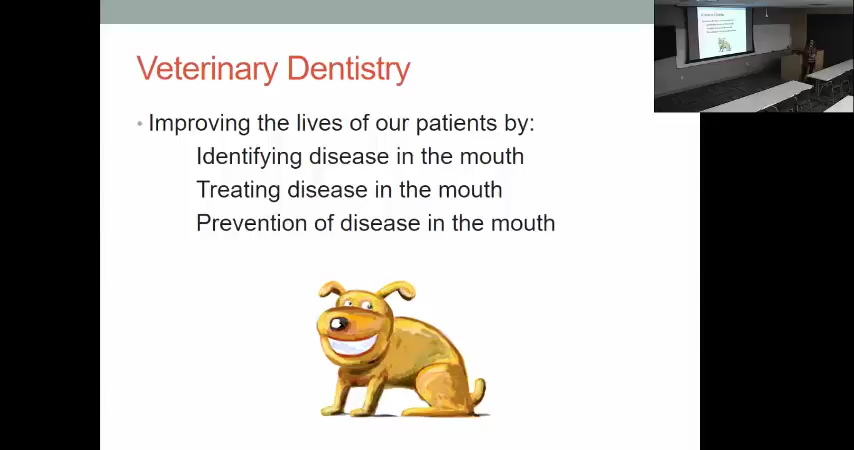 Veterinary Dentistry
• Improving the lives of our patients by:
Identifying disease in the mouth
Treating disease in the mouth
Prevention of disease in the mouth